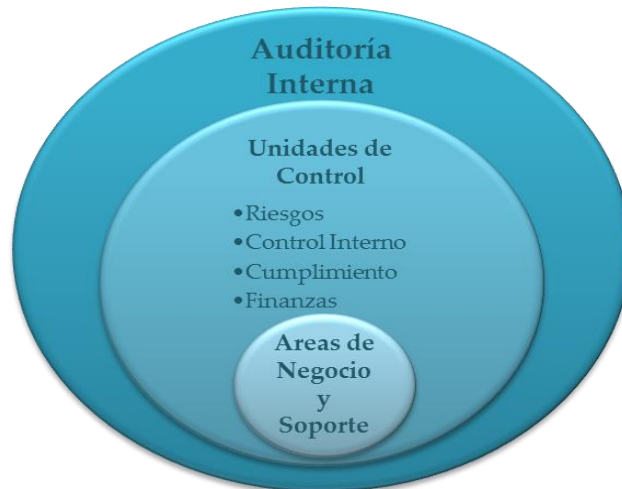 Auditoría
Interna
Unidades de
Control
•Riesgos
•Control Interno
•Cumplimiento
•Finanzas
Areas de
Negocio
y
Soporte